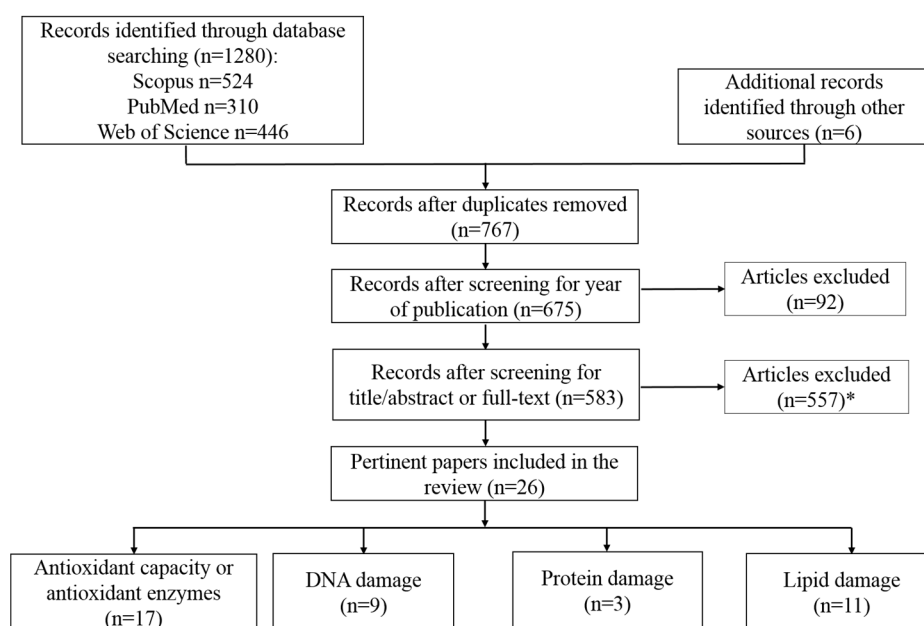 Records identified through database
searching (n=1280):
Scopus n=524
PubMed n=310
Web of Science n=446
Additional records
identified through other
sources (n=6)
Records after duplicates removed
(n=767)
Records after screening for year
of publication (n=675)
Articles excluded
(n=92)
Records after screening for
title/abstract or full-text (n=583)
Articles excluded
(n=557)*
Pertinent papers included in the
review (n=26)
Antioxidant capacity or
antioxidant enzymes
(n=17)
DNA damage
(n=9)
Protein damage
(n=3)
Lipid damage
(n=11)